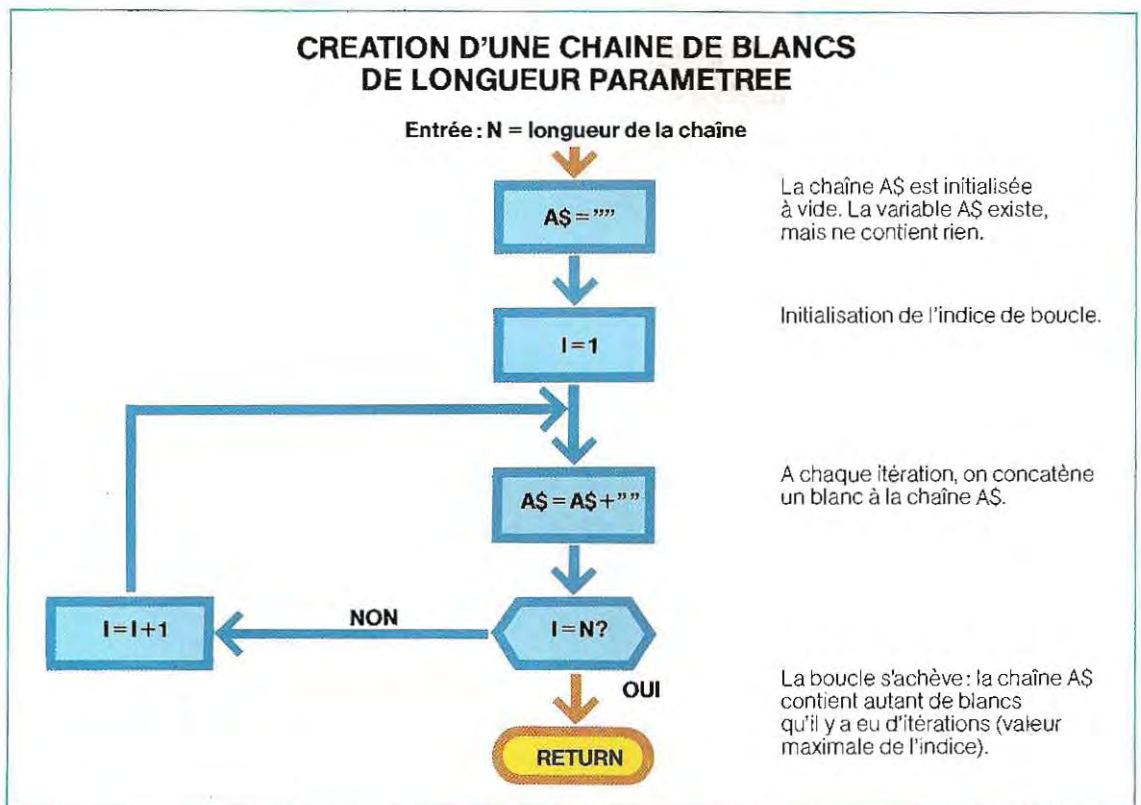 CREATION D'UNE CHAINE DE BLANCS
DE LONGUEUR PARAMETREE
Entrée : N = longueur de la chaîne
A$=””
La chaîne A$ est initialisée
à vide. La variable A$ existe,
mais ne contient rien.
I=1
Initialisation de l'indice de boucle.
A$=A$+””
A chaque itération, on concatène
un blanc à la chaîne A$.
I=I+1
NON
I=N?
OUI
La boucle s'achève : la chaîne A$
contient autant de blancs
qu'il y a eu d'itérations (valeur
maximale de l'indice).
RETURN